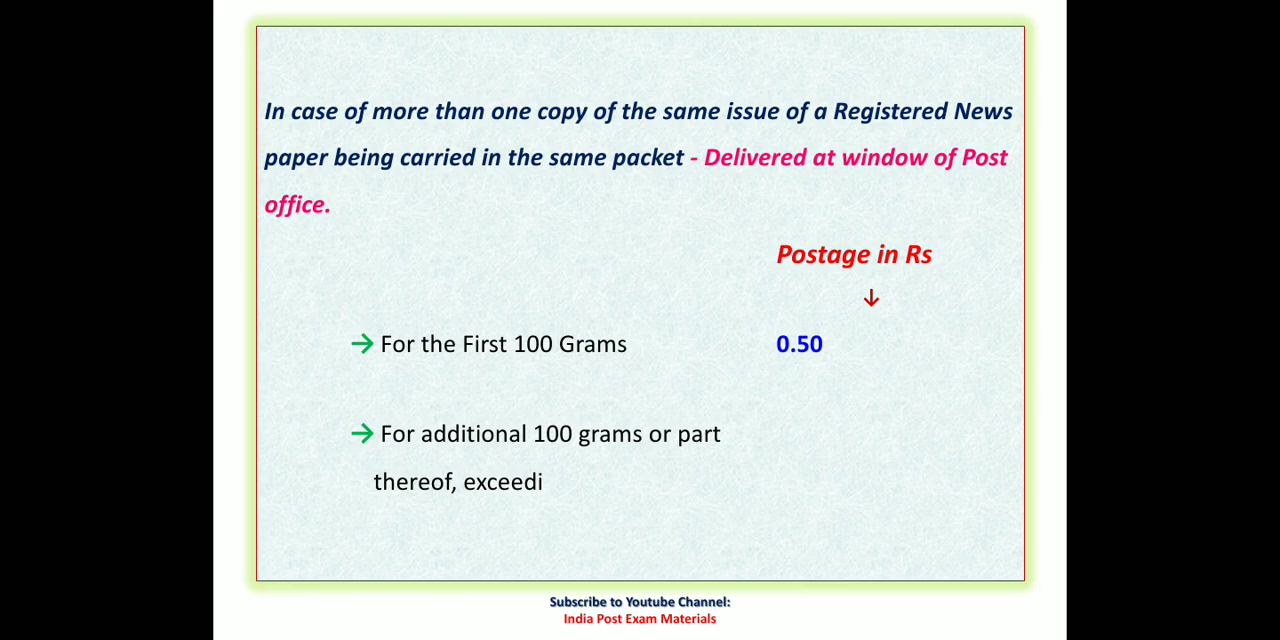 In case of more than one copy of the same issue of a Registered News
paper being carried in the same packet - Delivered at window of Post
office.
Postage in Rs
↓
→ For the First 100 Grams 0.50
→ For additional 100 grams or part
thereof, exceedi
Subscribe to Youtube Channel:
India Post Exam Materials